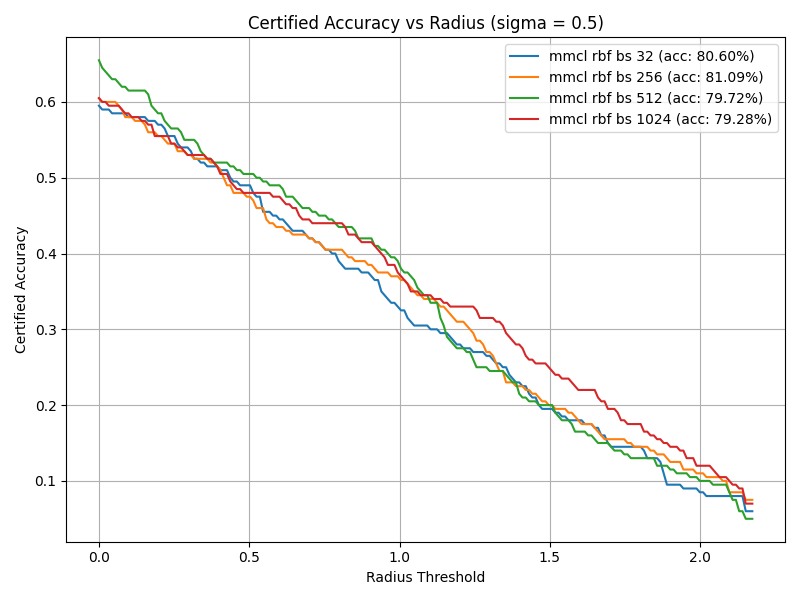 Certified Accuracy vs Radius (sigma = 0.5)
mmcl rbf bs 32 (acc: 80.60%)
mmcl rbf bs 256 (acc: 81.09%)
mmcl rbf bs 512 (acc: 79.72%)
mmcl rbf bs 1024 (acc: 79.28%)
Certified Accuracy
0.6
0.5
0.4
0.3
0.2
0.1
0.0 0.5 1.0 1.5 2.0
Radius Threshold